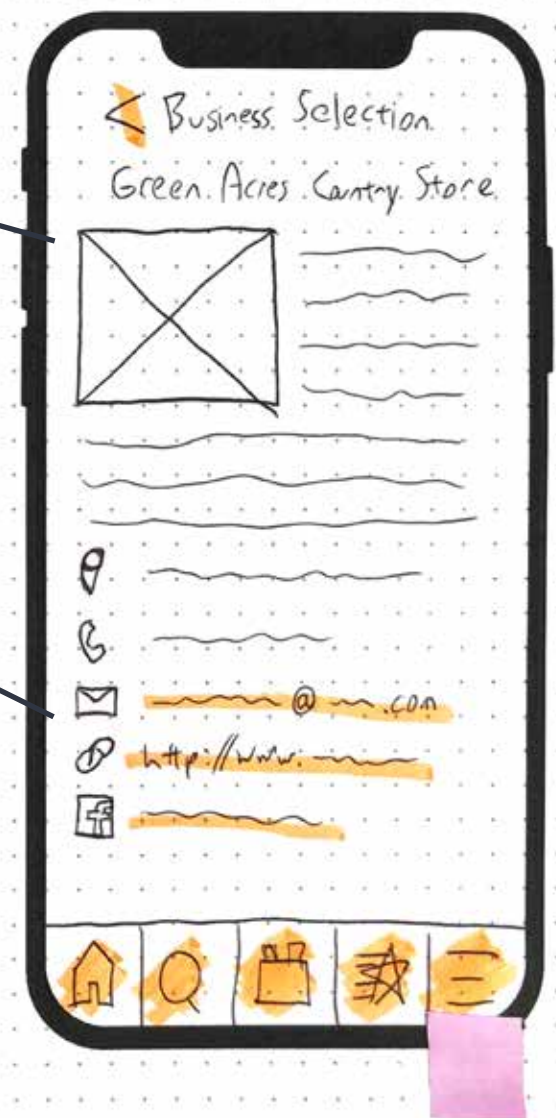 < Business Selection
Green Acres Country Store
@ .com
http://www.
f